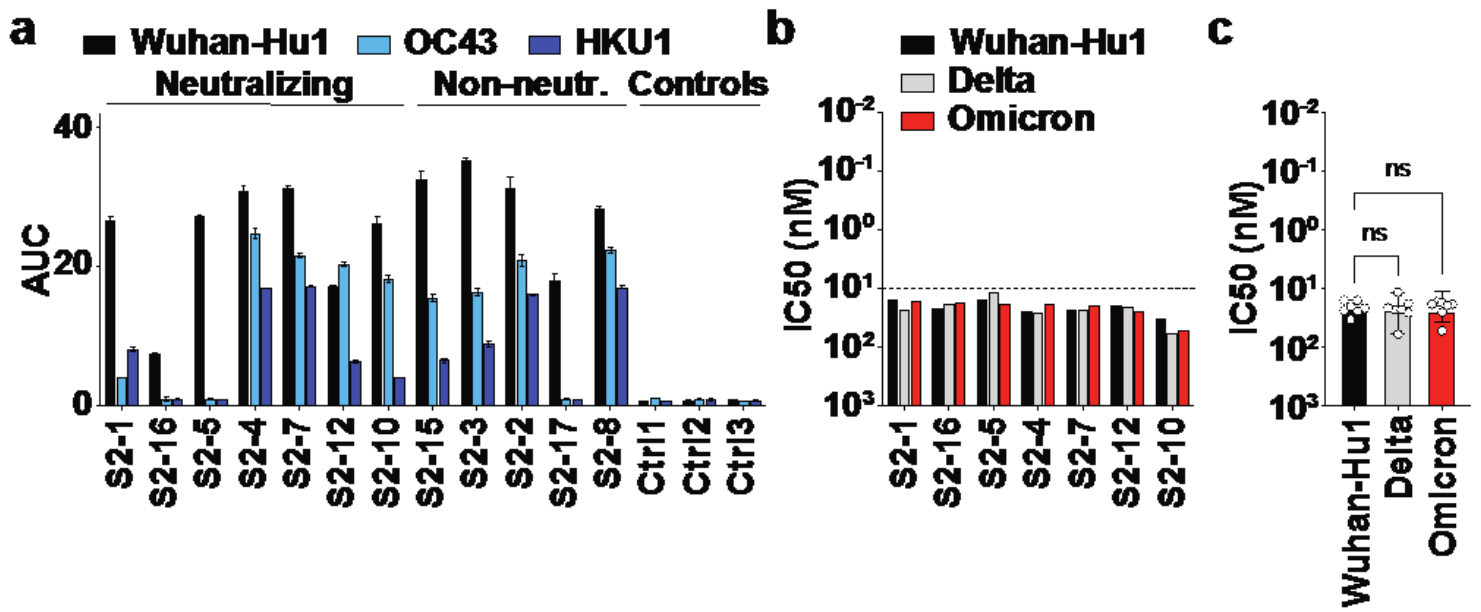 a
Wuhan-Hu1 OC43 HKU1
Neutralizing Non-neutr. Controls
AUC
40
20
0
S2-1
S2-16
S2-5
S2-4
S2-7
S2-12
S2-10
S2-15
S2-3
S2-2
S2-17
S2-8
Ctrl1
Ctrl2
Ctrl3
b
Wuhan-Hu1
Delta
Omicron
IC50 (nM)
10⁻²
10⁻¹
10⁰
10¹
10²
10³
S2-1
S2-16
S2-5
S2-4
S2-7
S2-12
S2-10
c
IC50 (nM)
10⁻²
10⁻¹
10⁰
10¹
10²
10³
ns
ns
Wuhan-Hu1
Delta
Omicron